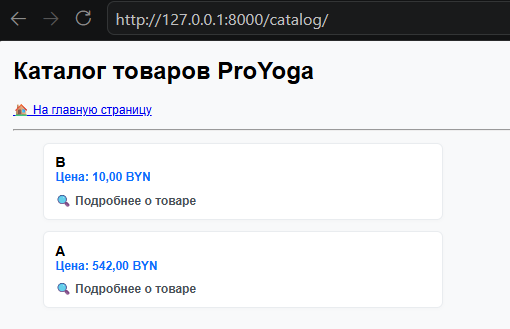 http://127.0.0.1:8000/catalog/
Каталог товаров ProYoga
🏠 На главную страницу
В
Цена: 10,00 BYN
🔍 Подробнее о товаре
А
Цена: 542,00 BYN
🔍 Подробнее о товаре